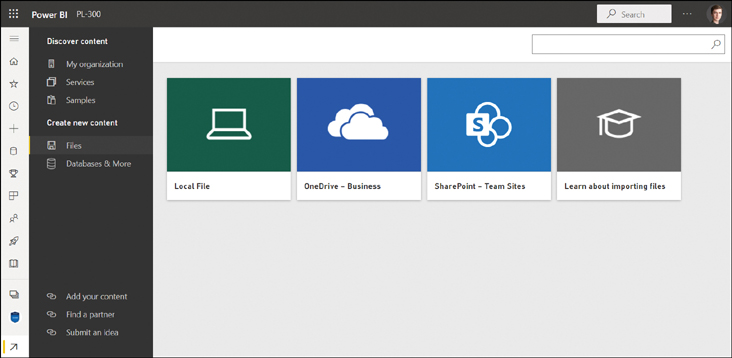 Power BI PL-300
Search
Discover content
My organization
Services
Samples
Create new content
Files
Databases & More
Add your content
Find a partner
Submit an idea
S
Local File
OneDrive – Business
SharePoint – Team Sites
Learn about importing files